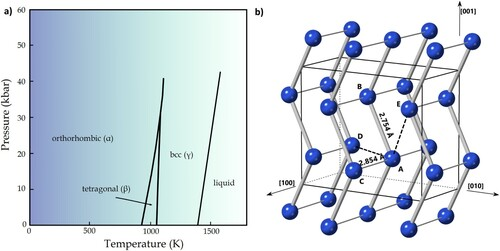 a)
60
50
40
30
20
10
0
Pressure (kbar)
orthorhombic (α)
bcc (γ)
tetragonal (β)
liquid
0
500
1000
1500
Temperature (K)
b)
[001]
B
E
2.754 Å
D
2.854 Å
A
C
[100]
[010]